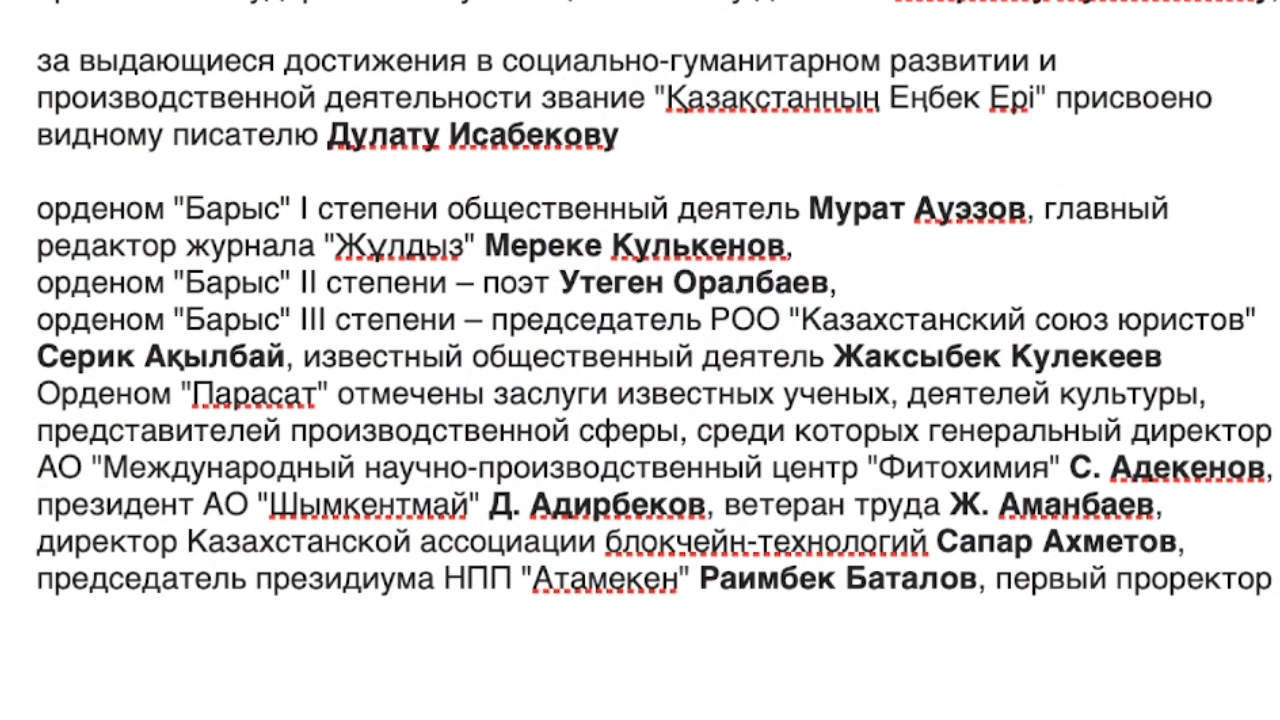 за выдающиеся достижения в социально-гуманитарном развитии и
производственной деятельности звание "Қазақстанның Еңбек Ері" присвоено
видному писателю Дулату Исабекову
орденом "Барыс" I степени общественный деятель Мурат Ауэзов, главный
редактор журнала "Жұлдыз" Мереке Кулькенов,
орденом "Барыс" II степени – поэт Утеген Оралбаев,
орденом "Барыс" III степени – председатель РОО "Казахстанский союз юристов"
Серик Ақылбай, известный общественный деятель Жаксыбек Кулекеев
Орденом "Парасат" отмечены заслуги известных ученых, деятелей культуры,
представителей производственной сферы, среди которых генеральный директор
АО "Международный научно-производственный центр "Фитохимия" С. Адекенов,
президент АО "Шымкентмай" Д. Адирбеков, ветеран труда Ж. Аманбаев,
директор Казахстанской ассоциации блокчейн-технологий Сапар Ахметов,
председатель президиума НПП "Атамекен" Раимбек Баталов, первый проректор